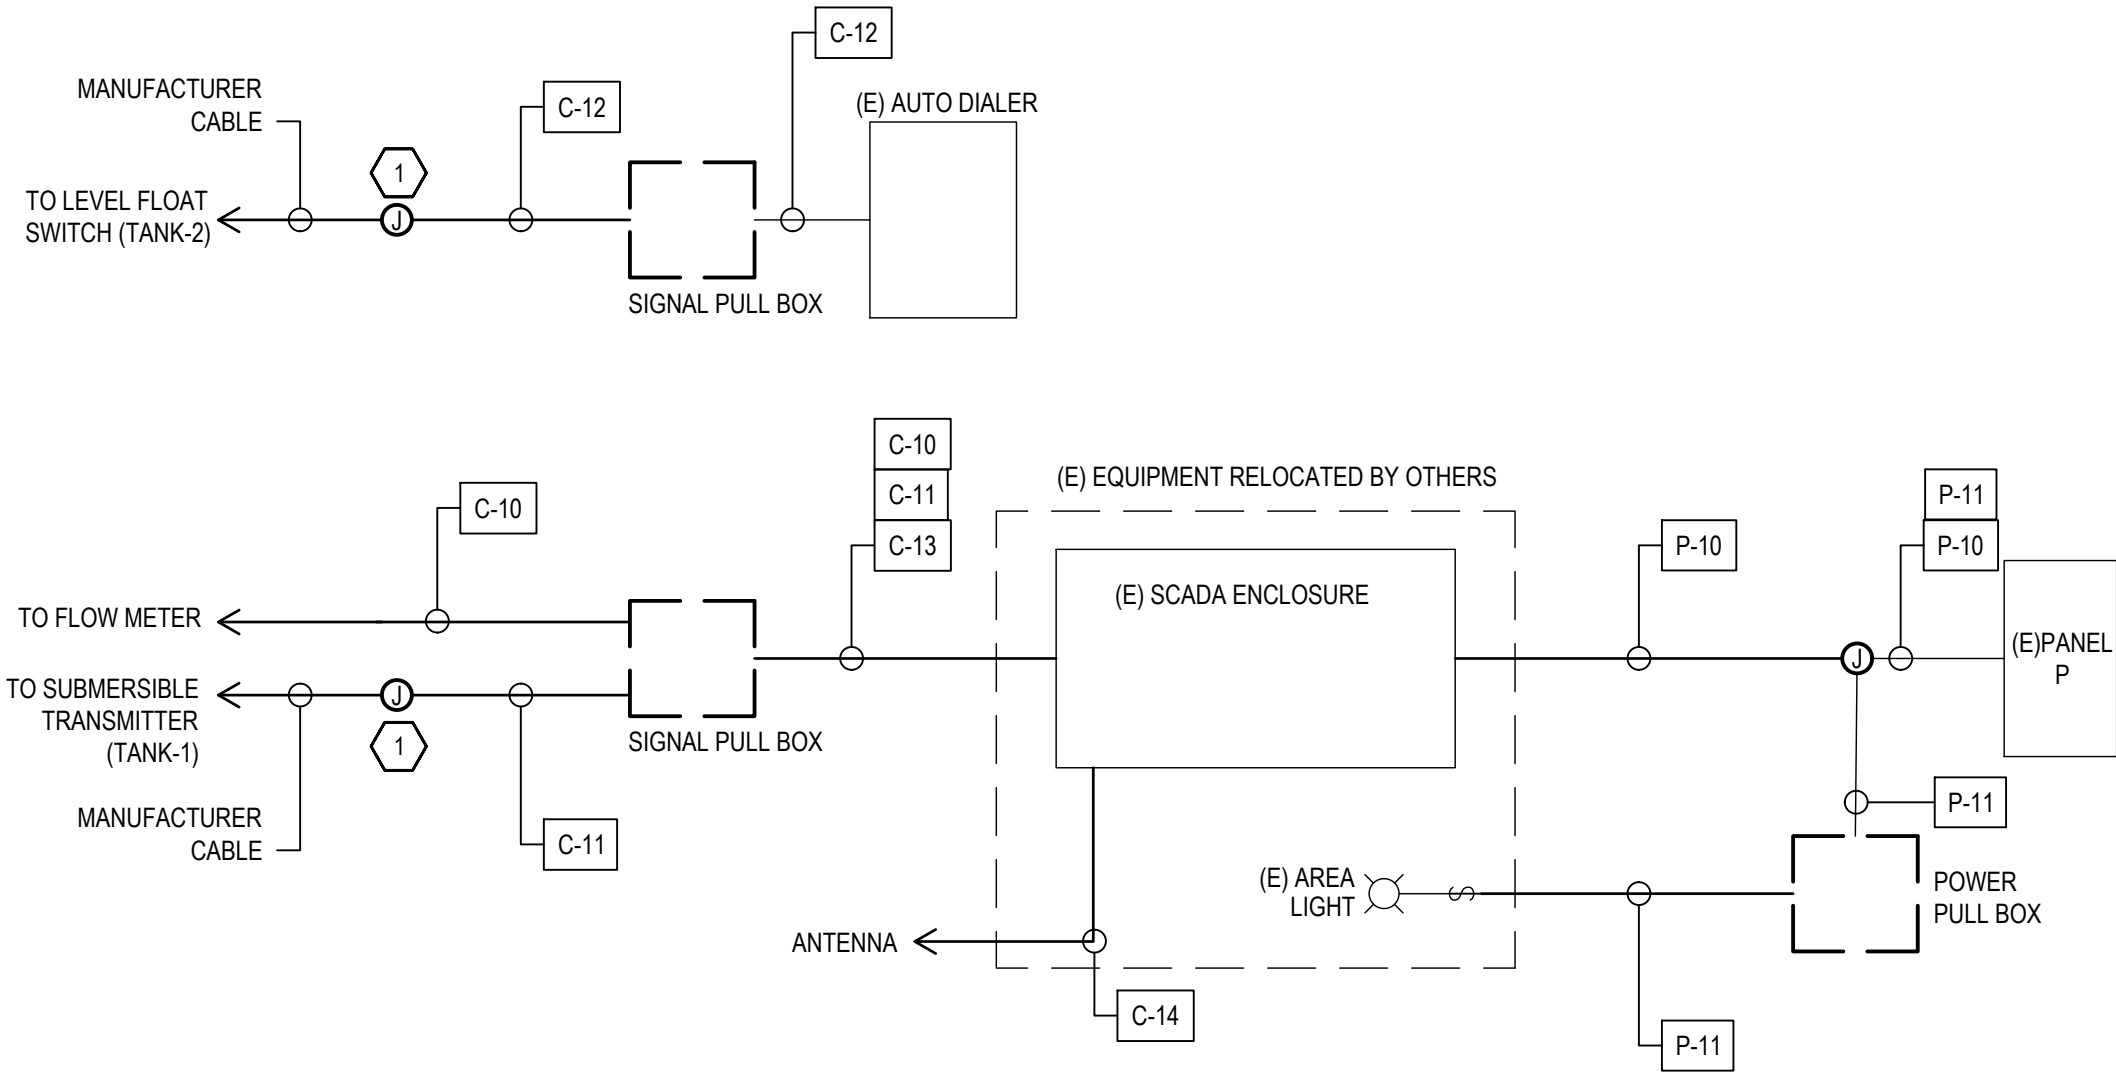 C-12
MANUFACTURER
CABLE
C-12
(E) AUTO DIALER
1
TO LEVEL FLOAT
SWITCH (TANK-2)
J
SIGNAL PULL BOX
C-10
C-11
C-13
(E) EQUIPMENT RELOCATED BY OTHERS
P-11
P-10
C-10
P-10
(E) SCADA ENCLOSURE
TO FLOW METER
(E)PANEL
P
J
TO SUBMERSIBLE
TRANSMITTER
(TANK-1)
J
1
SIGNAL PULL BOX
MANUFACTURER
CABLE
C-11
P-11
(E) AREA
LIGHT
S
POWER
PULL BOX
ANTENNA
C-14
P-11